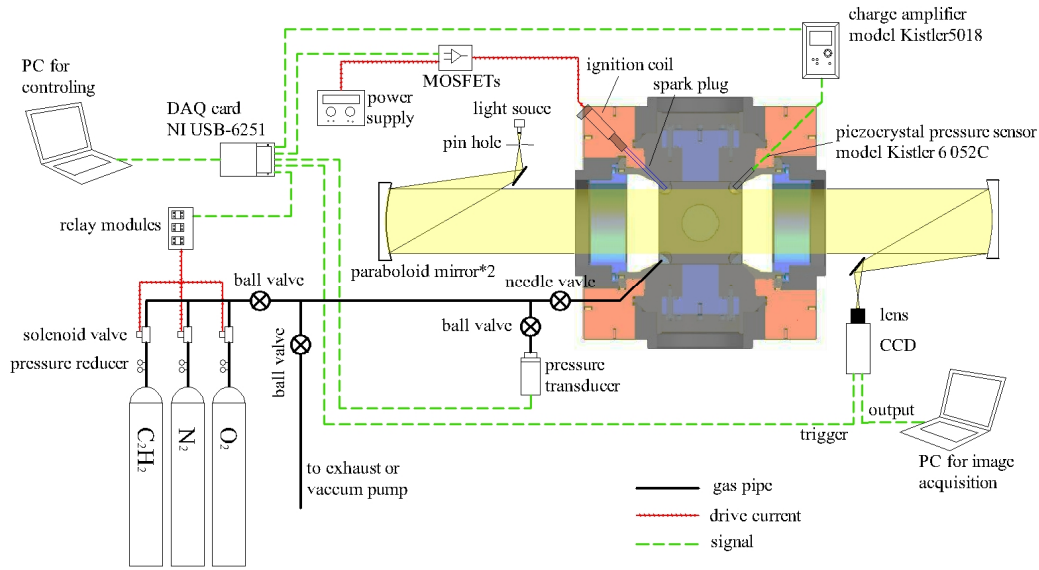 charge amplifier
model Kistler5018
PC for
controling
MOSFETs
ignition coil
spark plug
DAQ card
NI USB-6251
power
supply
light souce
pin hole
piezocrystal pressure sensor
model Kistler 6052C
relay modules
paraboloid mirror*2
ball valve
needle vavle
solenoid valve
ball valve
ball valve
lens
CCD
pressure reducer
pressure
transducer
C2H2
N2
O2
output
trigger
PC for image
acquisition
to exhaust or
vaccum pump
gas pipe
drive current
signal